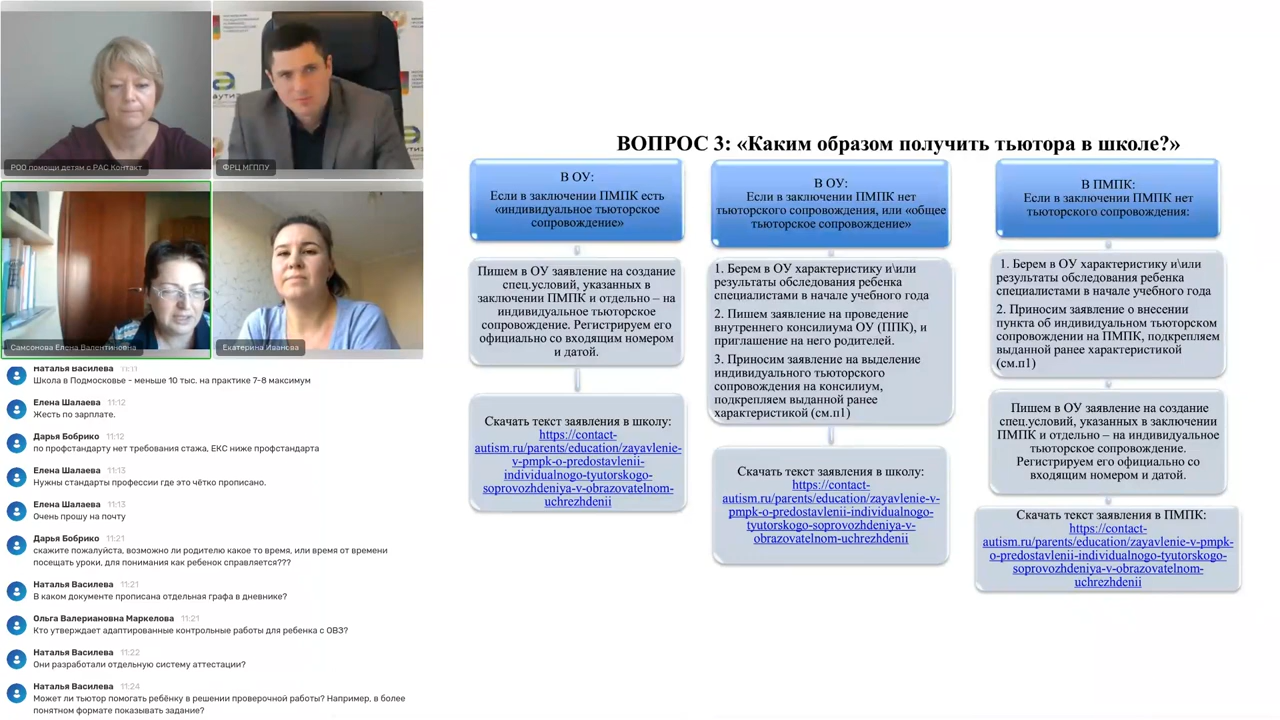 РОО помощи детям с РАС Контакт
ФРЦ МГППУ
Самсонова Елена Валентиновна
Екатерина Иванова
Наталья Василева 11:11
Школа в Подмосковье - меньше 10 тыс. на практике 7-8 максимум
Елена Шалаева 11:12
Жесть по зарплате.
Дарья Бобрико 11:12
по профстандарту нет требования стажа, ЕКС ниже профстандарта
Елена Шалаева 11:13
Нужны стандарты профессии где это чётко прописано.
Елена Шалаева 11:13
Очень прошу на почту
Дарья Бобрико 11:21
скажите пожалуйста, возможно ли родителю какое то время, или время от времени
посещать уроки, для понимания как ребенок справляется???
Наталья Василева 11:21
В каком документе прописана отдельная графа в дневнике?
Ольга Валериановна Маркелова 11:21
Кто утверждает адаптированные контрольные работы для ребенка с ОВЗ?
Наталья Василева 11:22
Они разработали отдельную систему аттестации?
Наталья Василева 11:24
Может ли тьютор помогать ребёнку в решении проверочной работы? Например, в более
понятном формате показывать задание?
ВОПРОС 3: «Каким образом получить тьютора в школе?»
В ОУ:
Если в заключении ПМПК есть
«индивидуальное тьюторское
сопровождение»
Пишем в ОУ заявление на создание
спец.условий, указанных в
заключении ПМПК и отдельно – на
индивидуальное тьюторское
сопровождение. Регистрируем его
официально со входящим номером
и датой.
Скачать текст заявления в школу:
https://contact-
autism.ru/parents/education/zayavlenie-
v-pmpk-o-predostavlenii-
individualnogo-tyutorskogo-
soprovozhdeniya-v-obrazovatelnom-
uchrezhdenii
В ОУ:
Если в заключении ПМПК нет
тьюторского сопровождения, или «общее
тьюторское сопровождение»
1. Берем в ОУ характеристику и\или
результаты обследования ребенка
специалистами в начале учебного года
2. Пишем заявление на проведение
внутреннего консилиума ОУ (ППК), и
приглашение на него родителей.
3. Приносим заявление на выделение
индивидуального тьюторского
сопровождения на консилиум,
подкрепляем выданной ранее
характеристикой (см.п1)
Скачать текст заявления в школу:
https://contact-
autism.ru/parents/education/zayavlenie-v-
pmpk-o-predostavlenii-individualnogo-
tyutorskogo-soprovozhdeniya-v-
obrazovatelnom-uchrezhdenii
В ПМПК:
Если в заключении ПМПК нет
тьюторского сопровождения:
1. Берем в ОУ характеристику и\или
результаты обследования ребенка
специалистами в начале учебного года
2. Приносим заявление о внесении
пункта об индивидуальном тьюторском
сопровождении на ПМПК, подкрепляем
выданной ранее характеристикой
(см.п1)
Пишем в ОУ заявление на создание
спец.условий, указанных в заключении
ПМПК и отдельно – на индивидуальное
тьюторское сопровождение.
Регистрируем его официально со
входящим номером и датой.
Скачать текст заявления в ПМПК:
https://contact-
autism.ru/parents/education/zayavlenie-v-pmpk-
o-predostavlenii-individualnogo-tyutorskogo-
soprovozhdeniya-v-obrazovatelnom-
uchrezhdenii